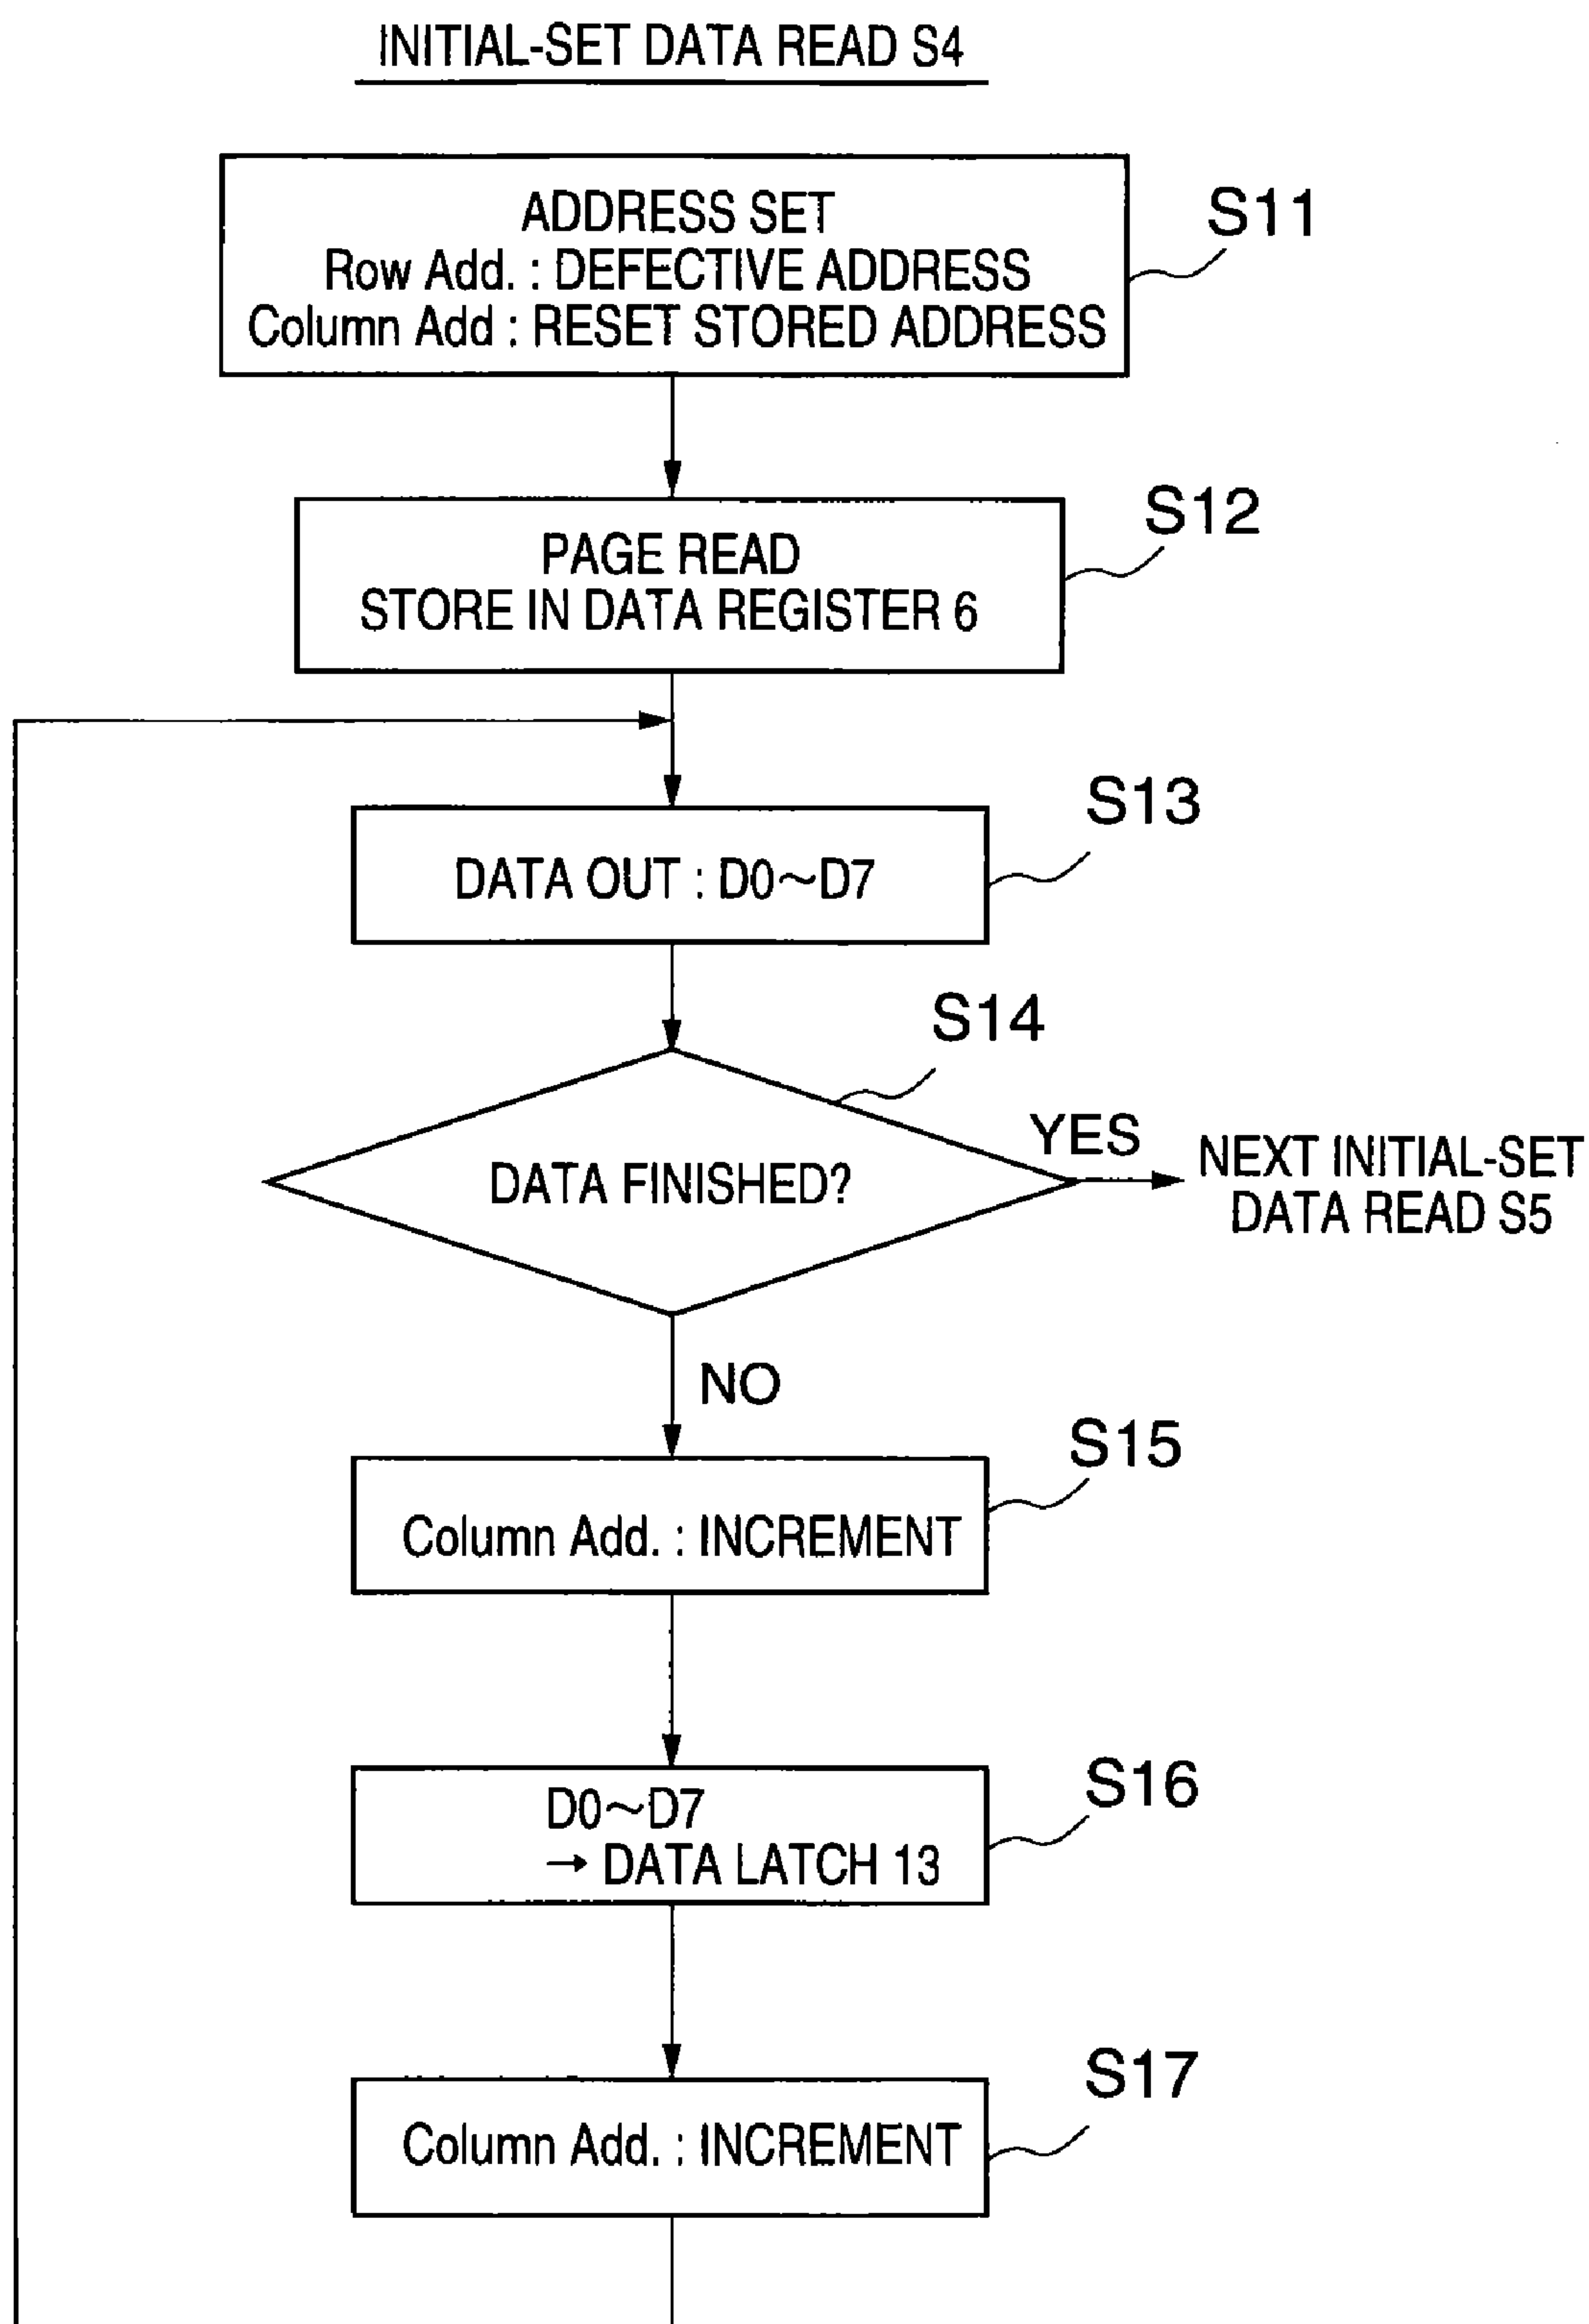 INITIAL-SET DATA READ S4
ADDRESS SET
Row Add. : DEFECTIVE ADDRESS
Column Add : RESET STORED ADDRESS
S11
PAGE READ
STORE IN DATA REGISTER 6
S12
DATA OUT : D0~D7
S13
DATA FINISHED?
S14
YES
NEXT INITIAL-SET
DATA READ S5
NO
Column Add. : INCREMENT
S15
D0~D7
→ DATA LATCH 13
S16
Column Add. : INCREMENT
S17